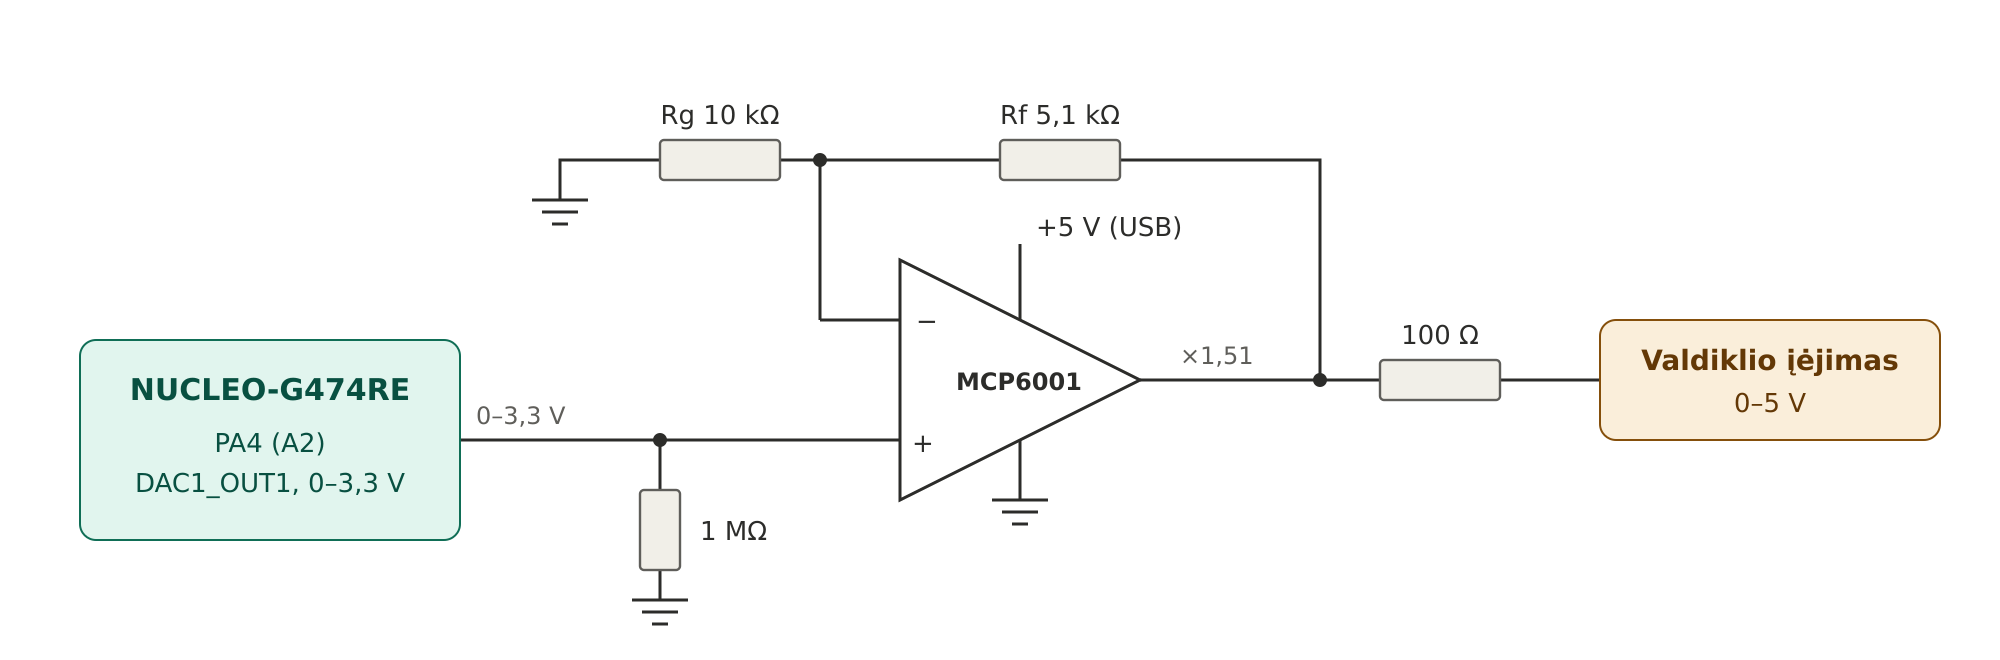 Rg 10 kΩ
Rf 5,1 kΩ
+5 V (USB)
−
MCP6001
+
×1,51
100 Ω
Valdiklio įėjimas
0–5 V
NUCLEO-G474RE
PA4 (A2)
DAC1_OUT1, 0–3,3 V
0–3,3 V
1 MΩ